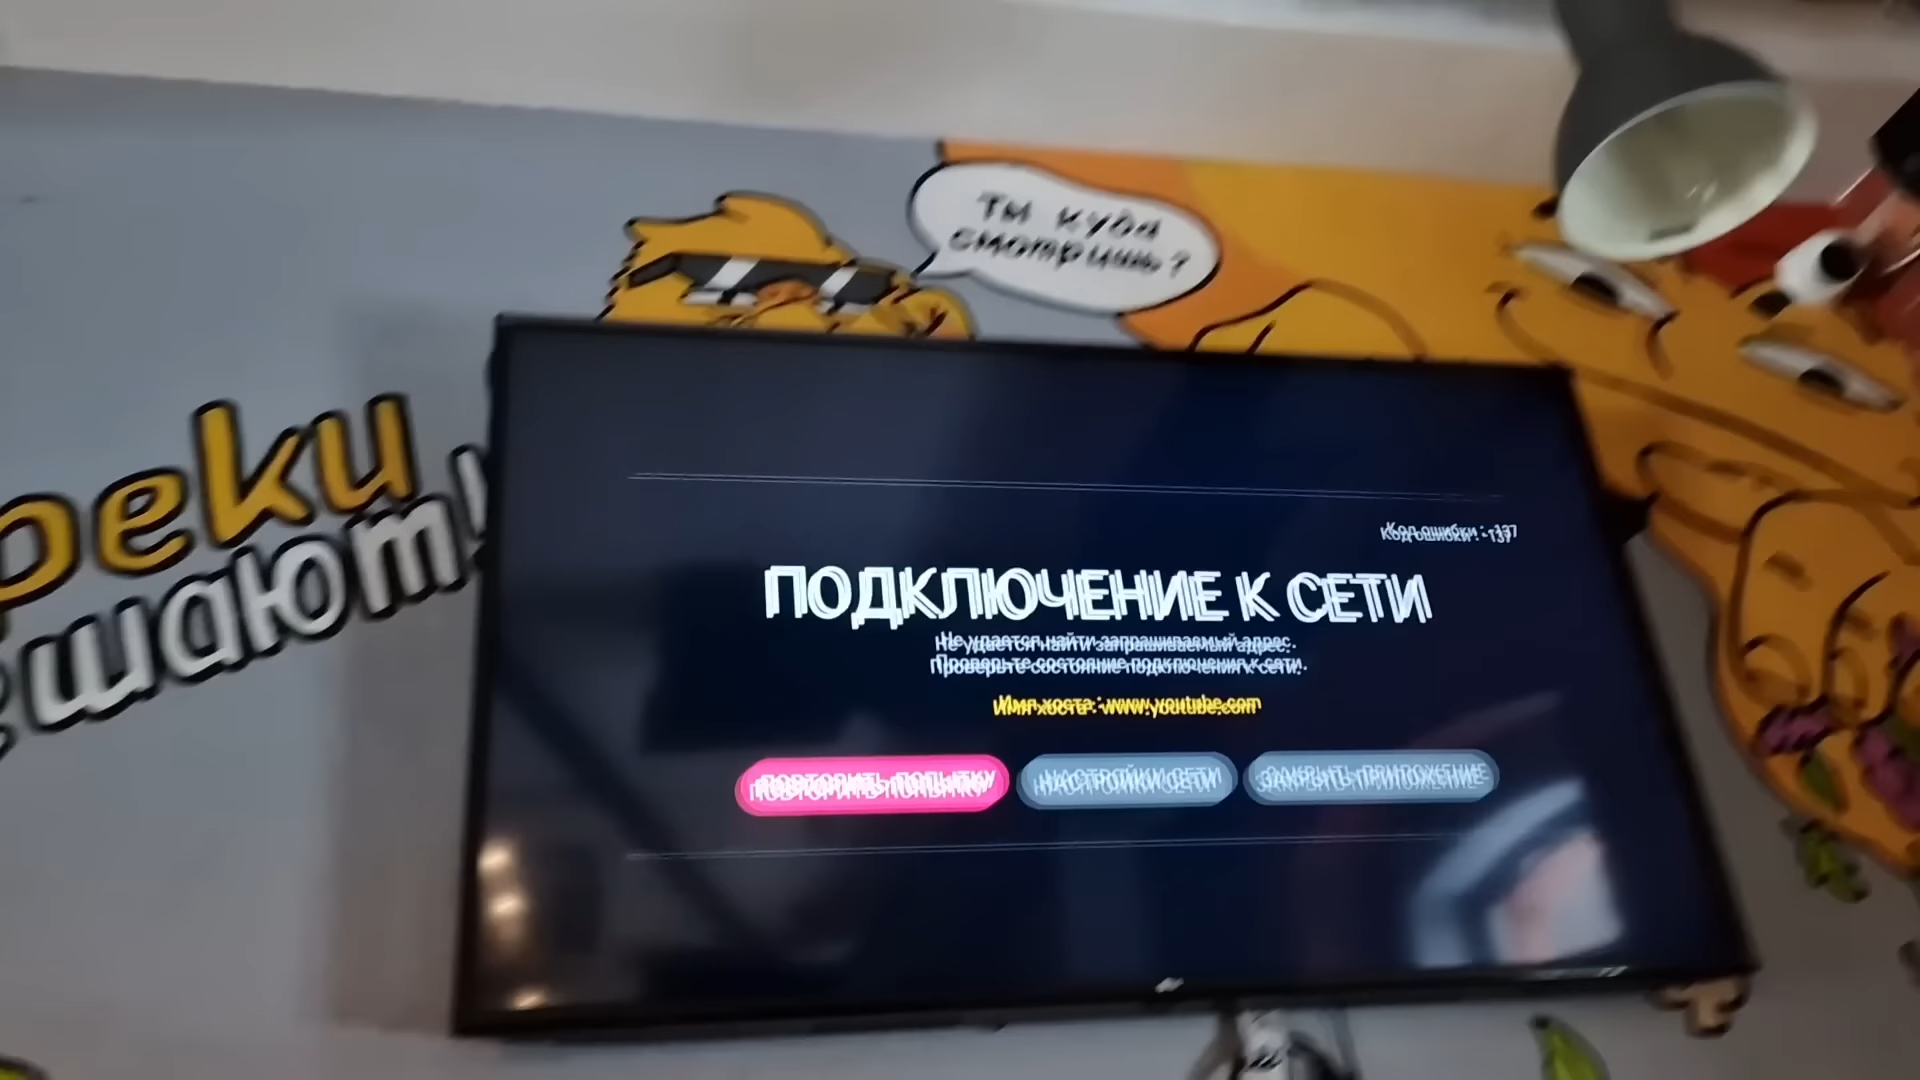 Ты куда
смотришь?
реки
шают!
Код ошибки : -137
ПОДКЛЮЧЕНИЕ К СЕТИ
Не удается найти запрашиваемый адрес.
Проверьте состояние подключения к сети.
Имя хоста : www.youtube.com
ПОВТОРИТЬ ПОПЫТКУ НАСТРОЙКИ СЕТИ ЗАКРЫТЬ ПРИЛОЖЕНИЕ